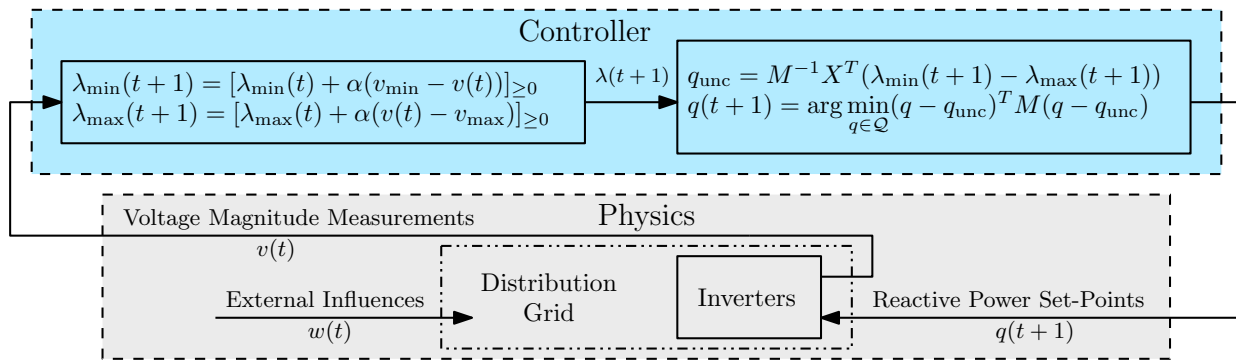 Controller
λmin(t + 1) = [λmin(t) + α(vmin − v(t))]≥0
λmax(t + 1) = [λmax(t) + α(v(t) − vmax)]≥0
λ(t + 1)
qunc = M⁻¹Xᵀ(λmin(t + 1) − λmax(t + 1))
q(t + 1) = arg min(q − qunc)ᵀM(q − qunc)
q∈𝒬
Physics
Voltage Magnitude Measurements
v(t)
External Influences
w(t)
Distribution
Grid
Inverters
Reactive Power Set-Points
q(t + 1)